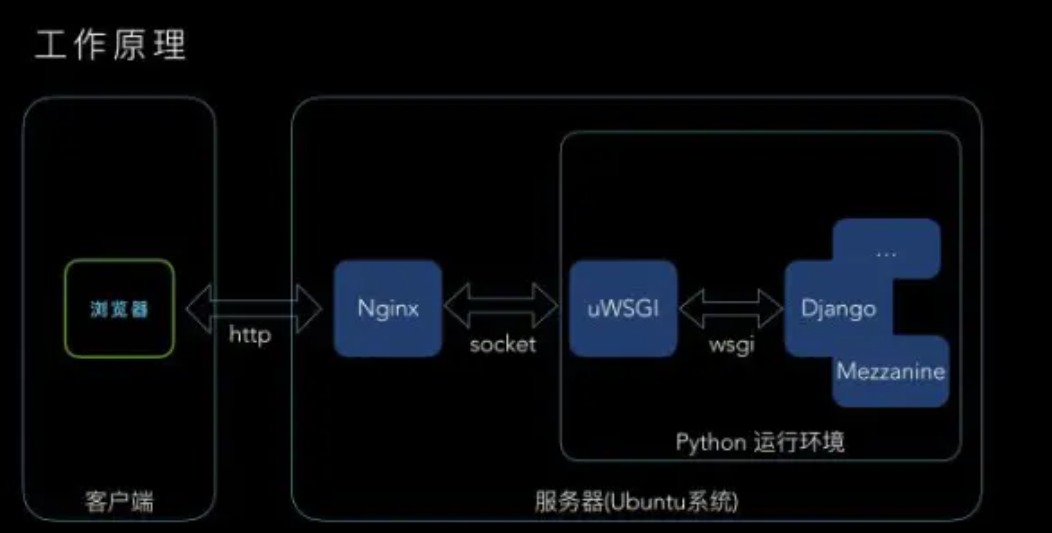 工作原理
浏览器
http
Nginx
socket
uWSGI
wsgi
Django
...
Mezzanine
Python 运行环境
客户端
服务器(Ubuntu系统)